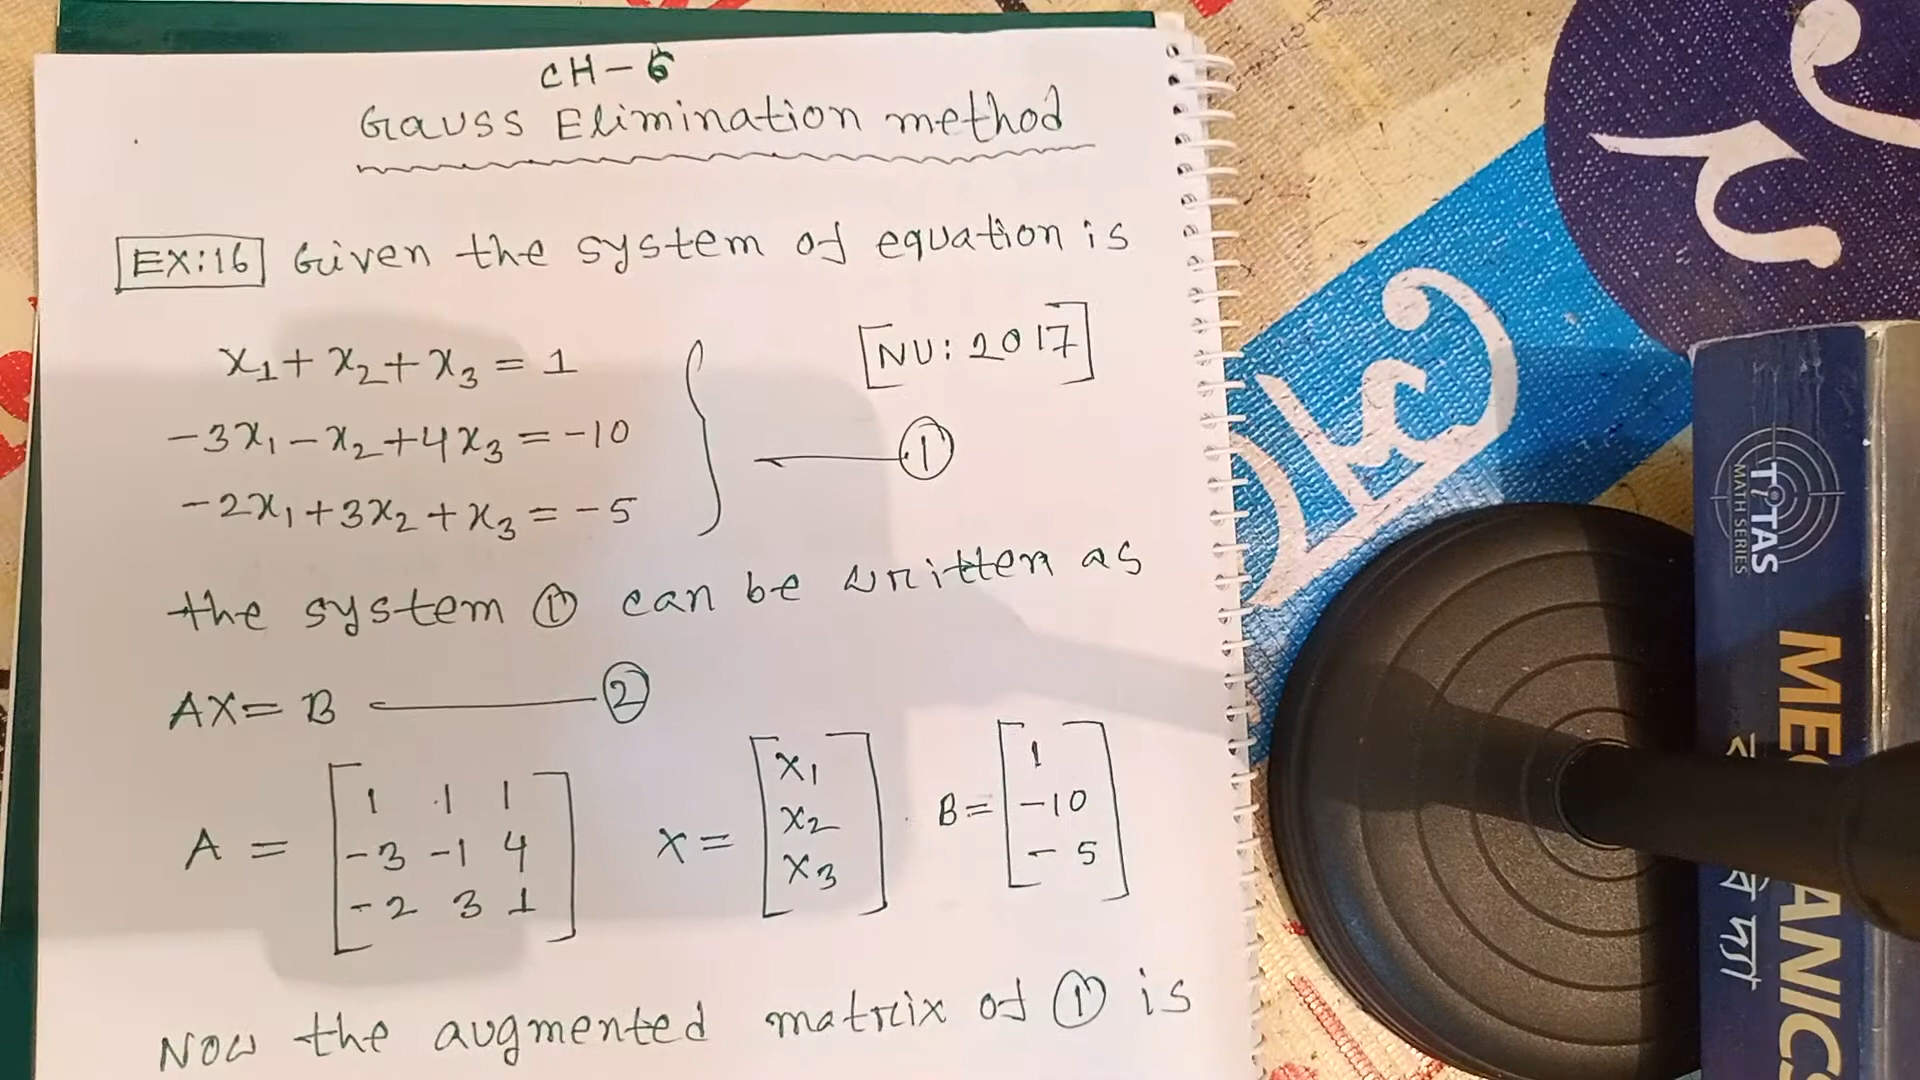 CH-6
Gauss Elimination method
EX:16 Given the system of equation is
x₁ + x₂ + x₃ = 1
[NU: 2017]
-3x₁ - x₂ + 4x₃ = -10
①
-2x₁ + 3x₂ + x₃ = -5
the system ① can be written as
AX = B ②
A = [1 1 1
-3 -1 4
-2 3 1]
X = [x₁
x₂
x₃]
B = [1
-10
-5]
Now the augmented matrix of ① is
μ
TITAS
MATH SERIES